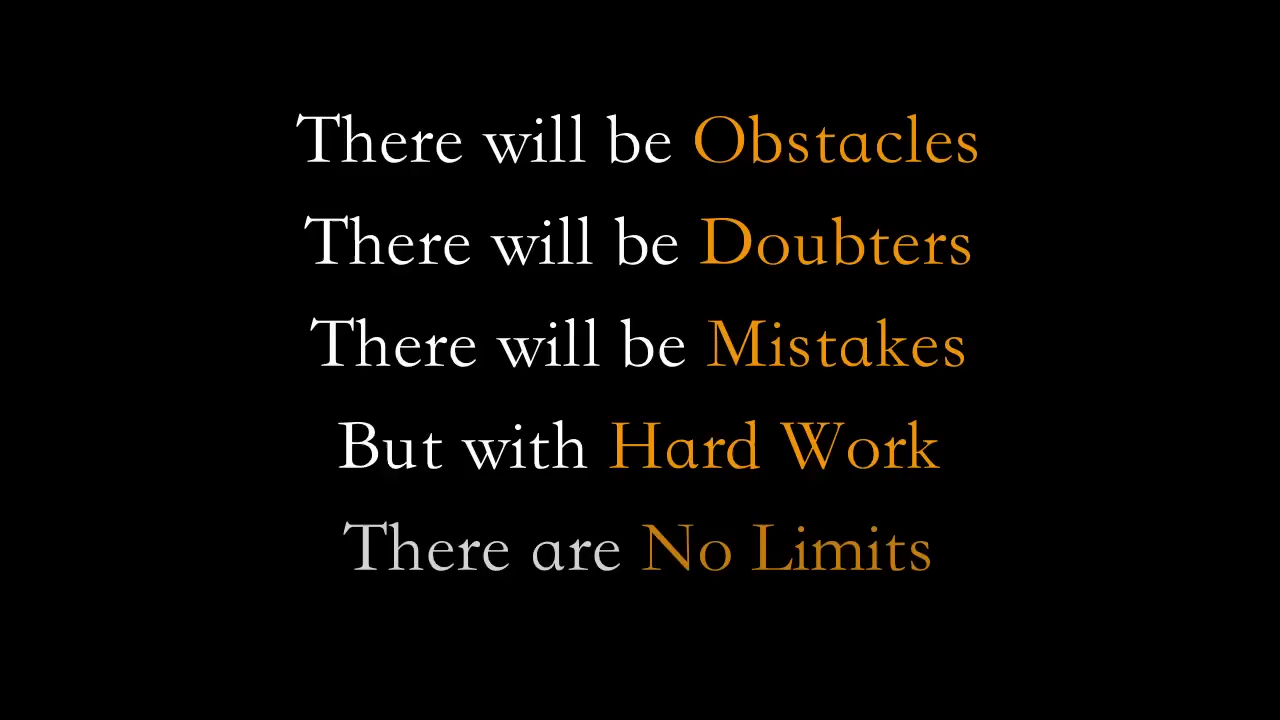 There will be Obstacles
There will be Doubters
There will be Mistakes
But with Hard Work
There are No Limits